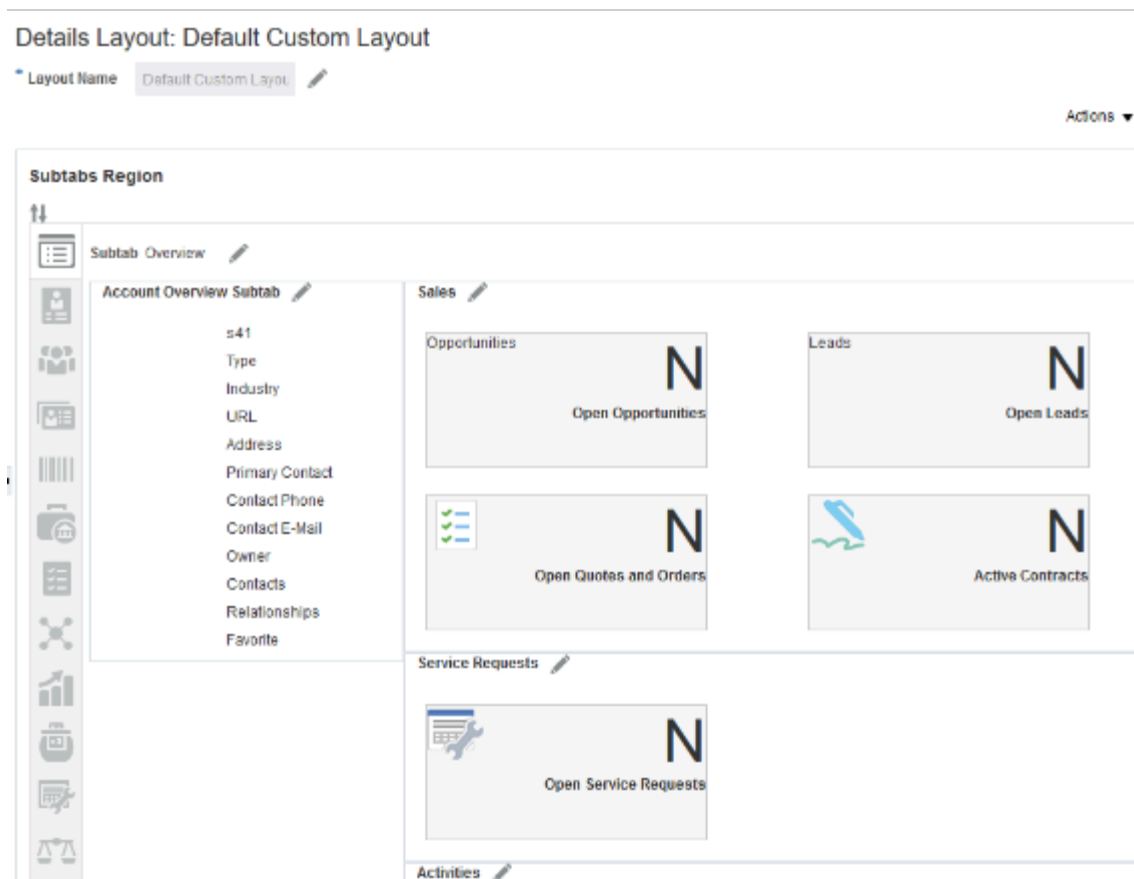 Details Layout: Default Custom Layout
* Layout Name Default Custom Layou
Actions
Subtabs Region
Subtab Overview
Account Overview Subtab
s41
Type
Industry
URL
Address
Primary Contact
Contact Phone
Contact E-Mail
Owner
Contacts
Relationships
Favorite
Sales
Opportunities
N
Open Opportunities
Leads
N
Open Leads
N
Open Quotes and Orders
N
Active Contracts
Service Requests
N
Open Service Requests
Activities